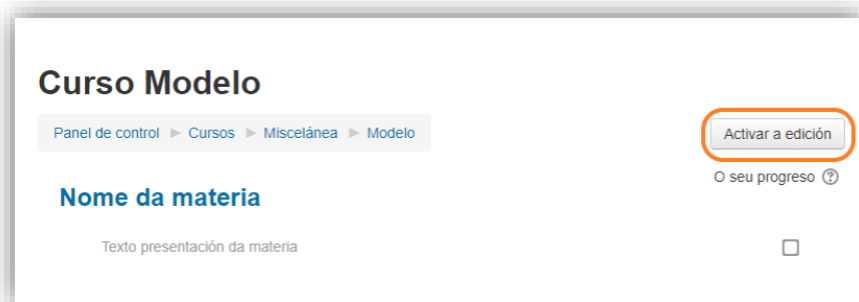 Curso Modelo
Panel de control ► Cursos ► Miscelánea ► Modelo
Activar a edición
O seu progreso ?
Nome da materia
Texto presentación da materia